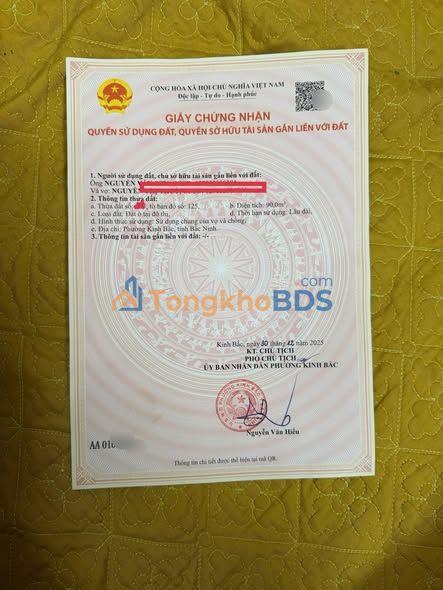 CỘNG HÒA XÃ HỘI CHỦ NGHĨA VIỆT NAM
Độc lập - Tự do - Hạnh phúc
GIẤY CHỨNG NHẬN
QUYỀN SỬ DỤNG ĐẤT, QUYỀN SỞ HỮU TÀI SẢN GẮN LIỀN VỚI ĐẤT
1. Người sử dụng đất, chủ sở hữu tài sản gắn liền với đất:
Ông NGUYỄN
Và vợ: NGUYỄN
2. Thông tin thửa đất:
a. Thửa đất số: tờ bản đồ số: 125, b. Diện tích: 90,0m²,
c. Loại đất: Đất ở tại đô thị, d. Thời hạn sử dụng: Lâu dài,
đ. Hình thức sử dụng: Sử dụng chung của vợ và chồng,
e. Địa chỉ: Phường Kinh Bắc, tỉnh Bắc Ninh.
3. Thông tin tài sản gắn liền với đất: -/-
TongkhoBDS.com
Kinh Bắc, ngày 30 tháng 12 năm 2025
KT. CHỦ TỊCH
PHÓ CHỦ TỊCH
ỦY BAN NHÂN DÂN PHƯỜNG KINH BẮC
Nguyễn Văn Hiếu
AA 010
Thông tin chi tiết được thể hiện tại mã QR.